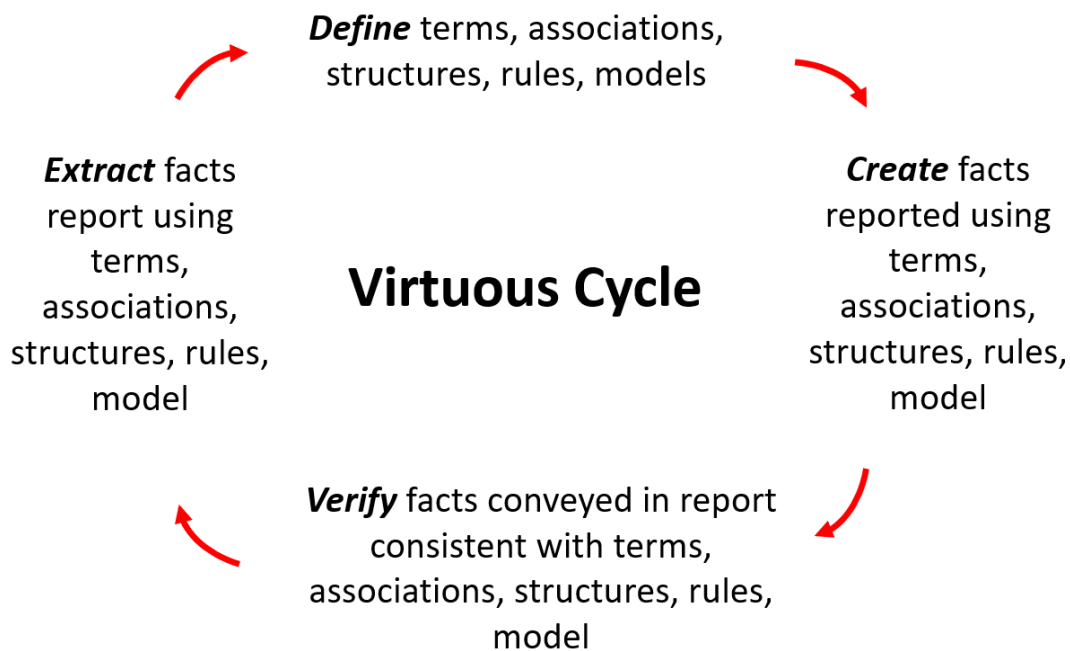 Define terms, associations,
structures, rules, models
Create facts
reported using
terms,
associations,
structures, rules,
model
Verify facts conveyed in report
consistent with terms,
associations, structures, rules,
model
Extract facts
report using
terms,
associations,
structures, rules,
model
Virtuous Cycle